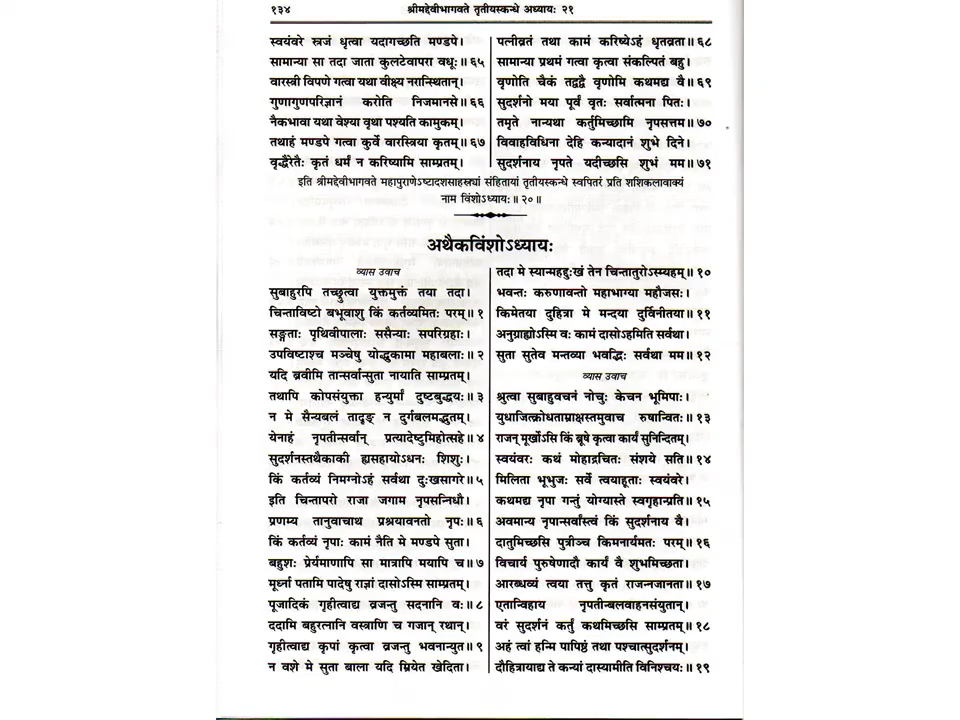 १३४
श्रीमद्देवीभागवते तृतीयस्कन्धे अध्यायः २१
स्वयंवरे स्रजं धृत्वा यदागच्छति मण्डपे।
सामान्या सा तदा जाता कुलटेवापरा वधूः॥ ६५
वारस्त्री विपणे गत्वा यथा वीक्ष्य नरान्स्थितान्।
गुणागुणपरिज्ञानं करोति निजमानसे॥ ६६
नैकभावा यथा वेश्या वृथा पश्यति कामुकम्।
तथाहं मण्डपे गत्वा कुर्वे वारस्त्रिया कृतम्॥ ६७
वृद्धैरेतैः कृतं धर्मं न करिष्यामि साम्प्रतम्।
पत्नीव्रतं तथा कामं करिष्येऽहं धृतव्रता॥ ६८
सामान्या प्रथमं गत्वा कृत्वा संकल्पितं बहु।
वृणोति चैकं तद्वद्वै वृणोमि कथमद्य वै॥ ६९
सुदर्शनो मया पूर्वं वृतः सर्वात्मना पितः।
तमृते नान्यथा कर्तुमिच्छामि नृपसत्तम॥ ७०
विवाहविधिना देहि कन्यादानं शुभे दिने।
सुदर्शनाय नृपते यदीच्छसि शुभं मम॥ ७१
इति श्रीमद्देवीभागवते महापुराणेऽष्टादशसाहस्र्यां संहितायां तृतीयस्कन्धे स्वपितरं प्रति शशिकलावाक्यं
नाम विंशोऽध्यायः॥ २०॥
अथैकविंशोऽध्यायः
व्यास उवाच
सुबाहुरपि तच्छ्रुत्वा युक्तमुक्तं तया तदा।
चिन्ताविष्टो बभूवाशु किं कर्तव्यमितः परम्॥ १
सङ्गताः पृथिवीपालाः ससैन्याः सपरिग्रहाः।
उपविष्टाश्च मञ्चेषु योद्धुकामा महाबलाः॥ २
यदि ब्रवीमि तान्सर्वान्सुता नायाति साम्प्रतम्।
तथापि कोपसंयुक्ता हन्युर्मां दुष्टबुद्धयः॥ ३
न मे सैन्यबलं तादृङ् न दुर्गबलमद्भुतम्।
येनाहं नृपतीन्सर्वान् प्रत्यादेष्टुमिहोत्सहे॥ ४
सुदर्शनस्तथैकाकी ह्यसहायोऽधनः शिशुः।
किं कर्तव्यं निमग्नोऽहं सर्वथा दुःखसागरे॥ ५
इति चिन्तापरो राजा जगाम नृपसन्निधौ।
प्रणम्य तानुवाचाथ प्रश्रयावनतो नृपः॥ ६
किं कर्तव्यं नृपाः कामं नैति मे मण्डपे सुता।
बहुशः प्रेर्यमाणापि सा मात्रापि मयापि च॥ ७
मूर्ध्ना पतामि पादेषु राज्ञां दासोऽस्मि साम्प्रतम्।
पूजादिकं गृहीत्वाद्य व्रजन्तु सदनानि वः॥ ८
ददामि बहुरत्नानि वस्त्राणि च गजान् रथान्।
गृहीत्वाद्य कृपां कृत्वा व्रजन्तु भवनान्युत॥ ९
न वशे मे सुता बाला यदि म्रियेत खेदिता।
तदा मे स्यान्महद्दुःखं तेन चिन्तातुरोऽस्म्यहम्॥ १०
भवन्तः करुणावन्तो महाभाग्या महौजसः।
किमेतया दुहित्रा मे मन्दया दुर्विनीतया॥ ११
अनुग्राह्योऽस्मि वः कामं दासोऽहमिति सर्वथा।
सुता सुतेव मन्तव्या भवद्भिः सर्वथा मम॥ १२
व्यास उवाच
श्रुत्वा सुबाहुवचनं नोचुः केचन भूमिपाः।
युधाजित्क्रोधताम्राक्षस्तमुवाच रुषान्वितः॥ १३
राजन् मूर्खोऽसि किं ब्रूषे कृत्वा कार्यं सुनिन्दितम्।
स्वयंवरः कथं मोहाद्रचितः संशये सति॥ १४
मिलिता भूभुजः सर्वे त्वयाहूताः स्वयंवरे।
कथमद्य नृपा गन्तुं योग्यास्ते स्वगृहान्प्रति॥ १५
अवमान्य नृपान्सर्वांस्त्वं किं सुदर्शनाय वै।
दातुमिच्छसि पुत्रीञ्च किमनार्यमतः परम्॥ १६
विचार्य पुरुषेणादौ कार्यं वै शुभमिच्छता।
आरब्धव्यं त्वया तत्तु कृतं राजन्नजानता॥ १७
एतान्विहाय नृपतीन्बलवाहनसंयुतान्।
वरं सुदर्शनं कर्तुं कथमिच्छसि साम्प्रतम्॥ १८
अहं त्वां हन्मि पापिष्ठं तथा पश्चात्सुदर्शनम्।
दौहित्रायाद्य ते कन्यां दास्यामीति विनिश्चयः॥ १९